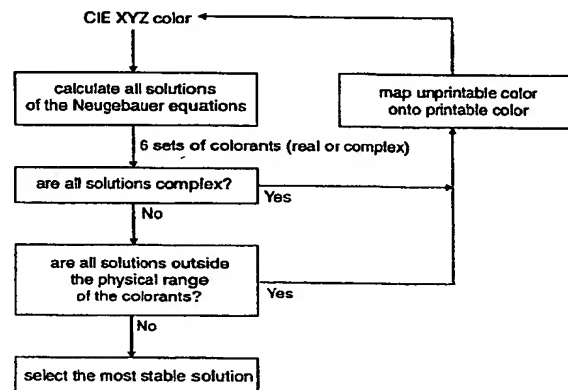 CIE XYZ color
calculate all solutions
of the Neugebauer equations
map unprintable color
onto printable color
6 sets of colorants (real or complex)
are all solutions complex?
Yes
No
are all solutions outside
the physical range
of the colorants?
Yes
No
select the most stable solution